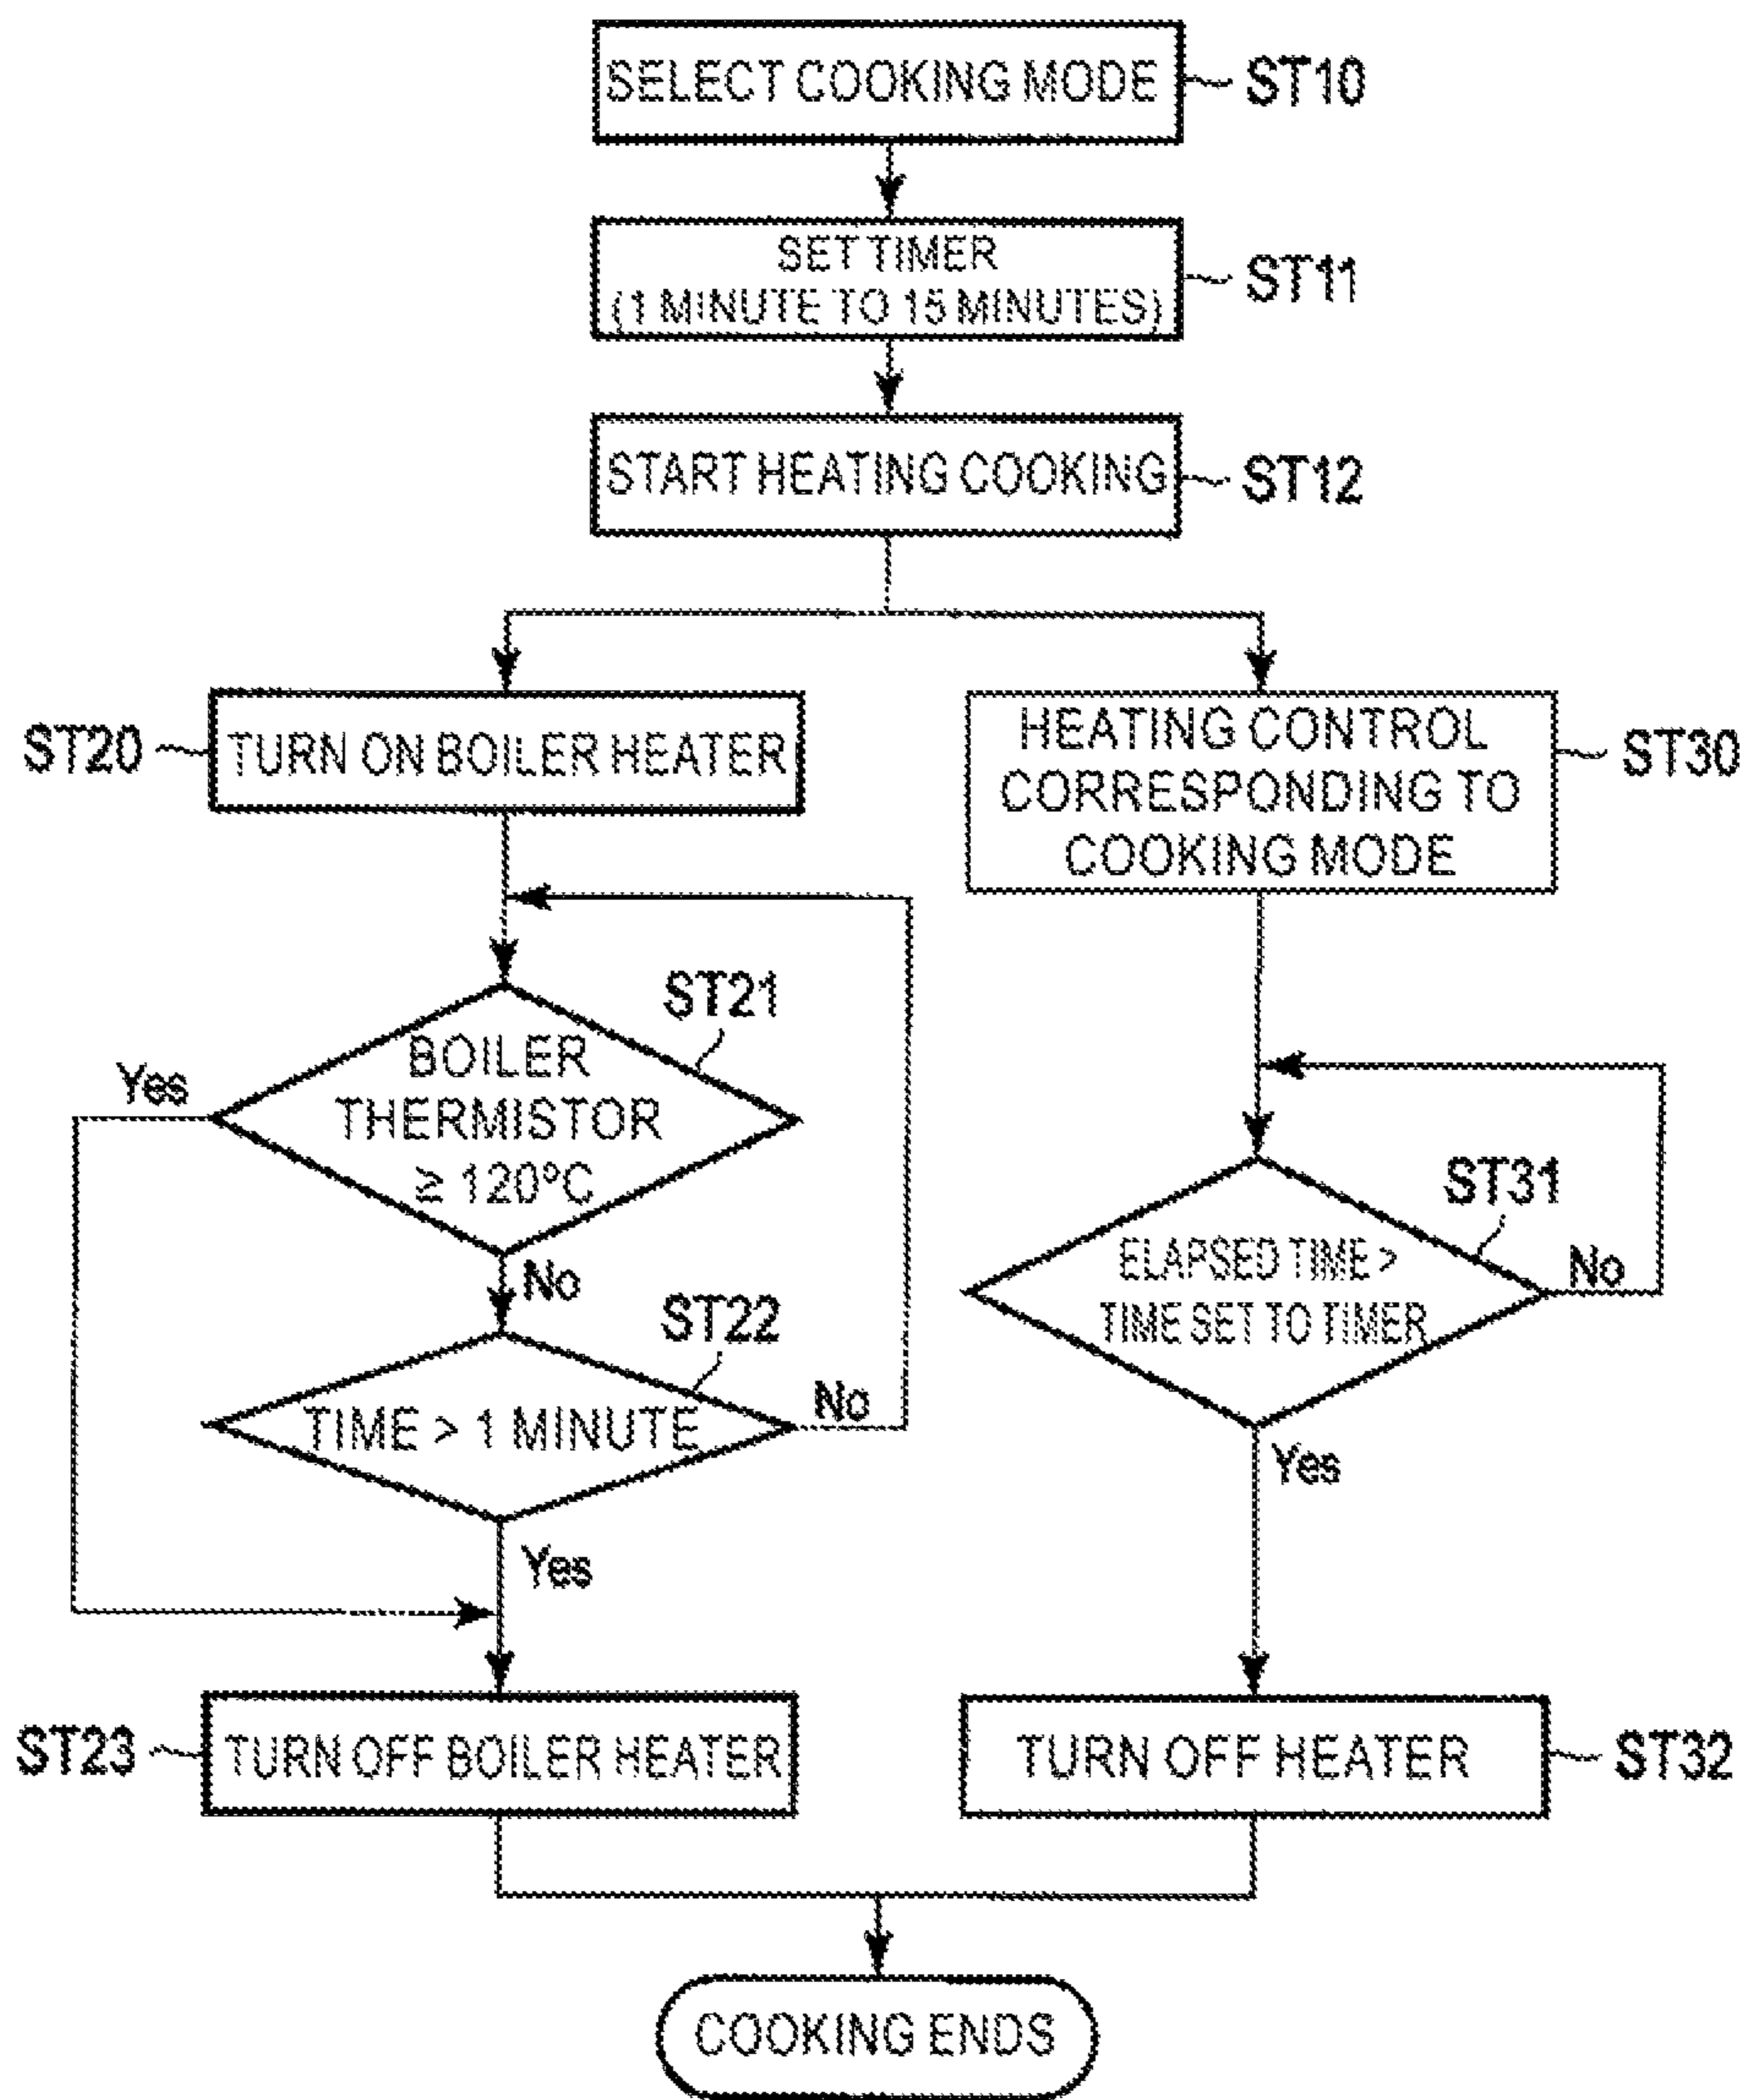 SELECT COOKING MODE
ST10
SET TIMER
(1 MINUTE TO 15 MINUTES)
ST11
START HEATING COOKING
ST12
ST20
TURN ON BOILER HEATER
HEATING CONTROL
CORRESPONDING TO
COOKING MODE
ST30
ST21
BOILER
THERMISTOR
≥ 120°C
Yes
No
ST22
TIME > 1 MINUTE
No
Yes
ST31
ELAPSED TIME >
TIME SET TO TIMER
No
Yes
ST23
TURN OFF BOILER HEATER
TURN OFF HEATER
ST32
COOKING ENDS